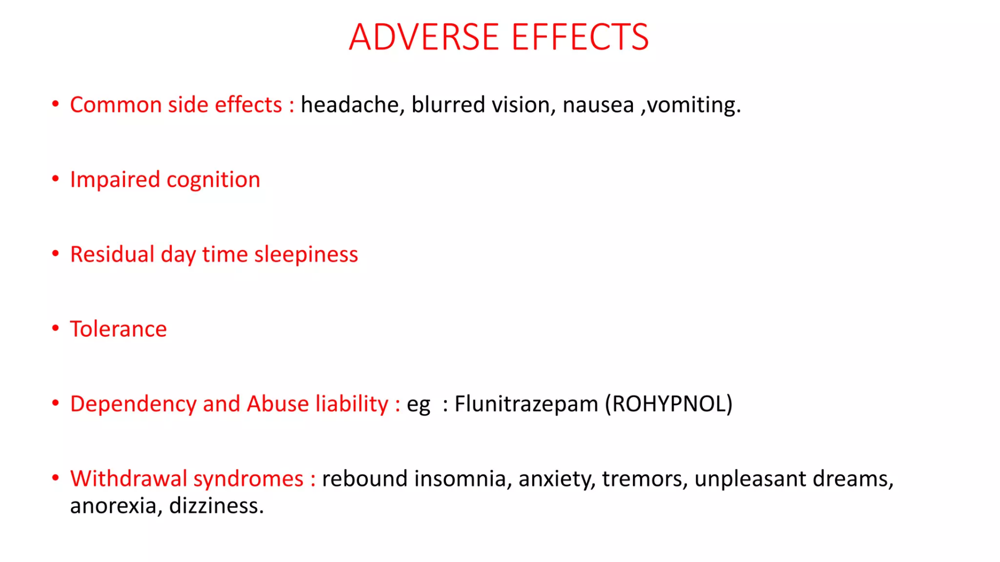 ADVERSE EFFECTS
• Common side effects : headache, blurred vision, nausea ,vomiting.
• Impaired cognition
• Residual day time sleepiness
• Tolerance
• Dependency and Abuse liability : eg  : Flunitrazepam (ROHYPNOL)
• Withdrawal syndromes : rebound insomnia, anxiety, tremors, unpleasant dreams,
anorexia, dizziness.